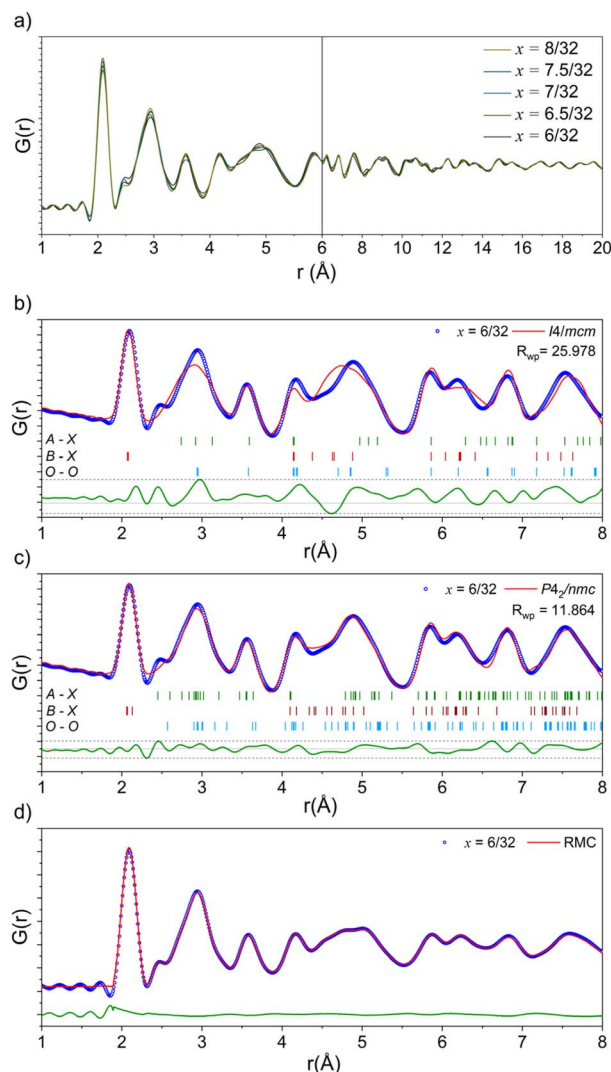 a)
x = 8/32
x = 7.5/32
x = 7/32
x = 6.5/32
x = 6/32
G(r)
1 2 3 4 5 6 8 10 12 14 16 18 20
r (Å)
b)
x = 6/32 I4/mcm
Rwp= 25.978
G(r)
A - X
B - X
O - O
1 2 3 4 5 6 7 8
r(Å)
c)
x = 6/32 P42/nmc
Rwp= 11.864
G(r)
A - X
B - X
O - O
1 2 3 4 5 6 7 8
r(Å)
d)
x = 6/32 RMC
G(r)
1 2 3 4 5 6 7 8
r(Å)